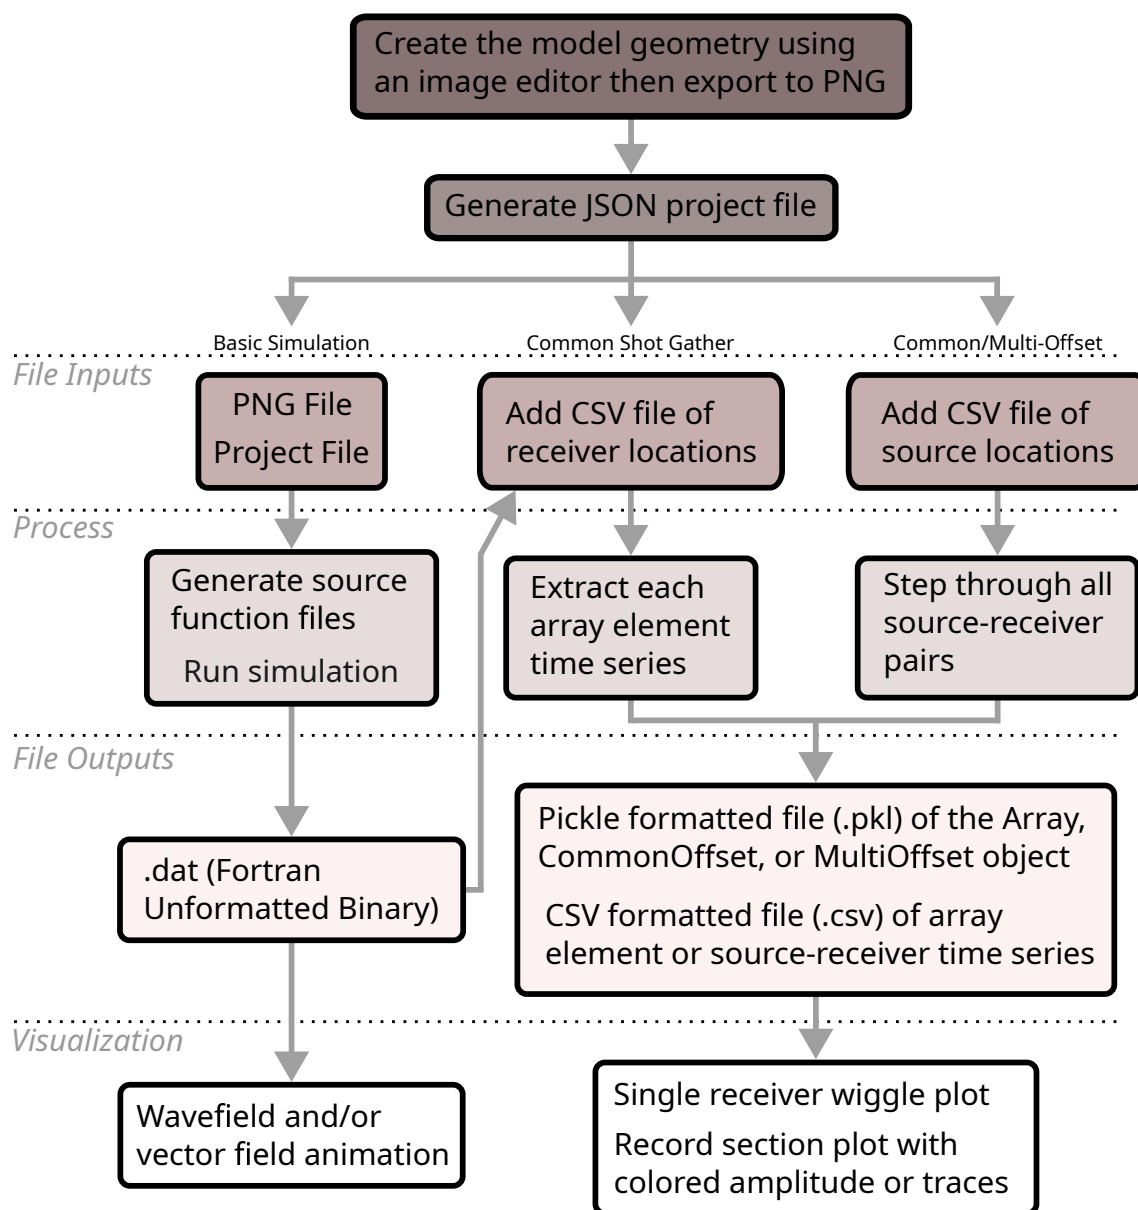 Create the model geometry using
an image editor then export to PNG
Generate JSON project file
Basic Simulation
Common Shot Gather
Common/Multi-Offset
File Inputs
PNG File
Project File
Add CSV file of
receiver locations
Add CSV file of
source locations
Process
Generate source
function files
Run simulation
Extract each
array element
time series
Step through all
source-receiver
pairs
File Outputs
.dat (Fortran
Unformatted Binary)
Pickle formatted file (.pkl) of the Array,
CommonOffset, or MultiOffset object
CSV formatted file (.csv) of array
element or source-receiver time series
Visualization
Wavefield and/or
vector field animation
Single receiver wiggle plot
Record section plot with
colored amplitude or traces